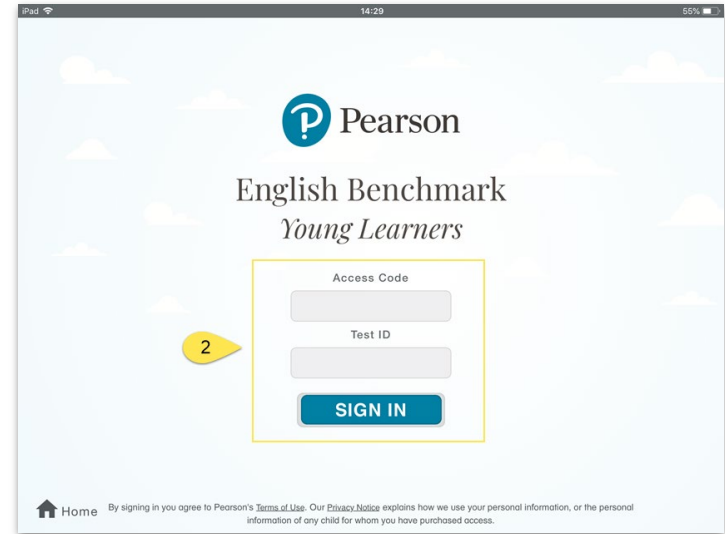 iPad 14:29 55%
Pearson
English Benchmark
Young Learners
Access Code
Test ID
2
SIGN IN
Home
By signing in you agree to Pearson's Terms of Use. Our Privacy Notice explains how we use your personal information, or the personal
information of any child for whom you have purchased access.